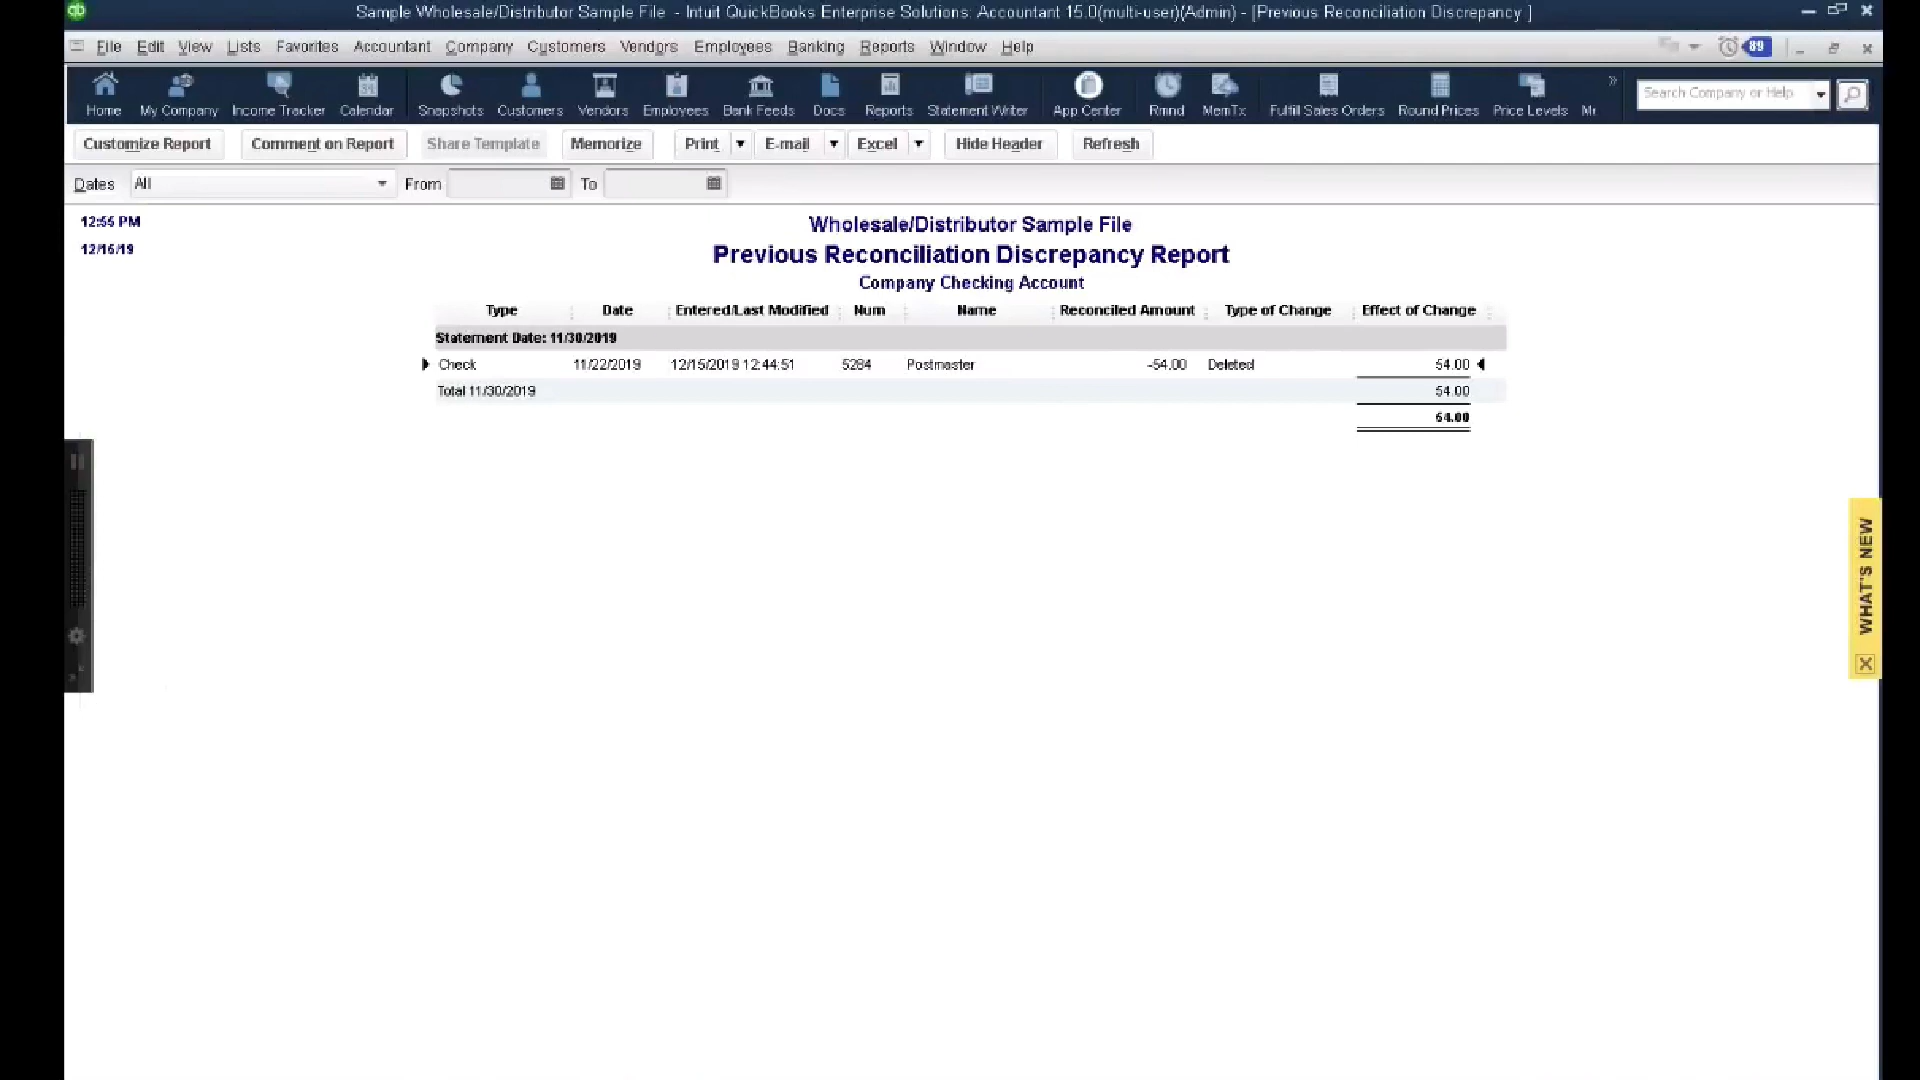 Sample Wholesale/Distributor Sample File - Intuit QuickBooks Enterprise Solutions: Accountant 15.0(multi-user)(Admin) - [Previous Reconciliation Discrepancy ]
File Edit View Lists Favorites Accountant Company Customers Vendors Employees Banking Reports Window Help 89
Home My Company Income Tracker Calendar Snapshots Customers Vendors Employees Bank Feeds Docs Reports Statement Writer App Center Rmnd MemTx Fulfill Sales Orders Round Prices Price Levels Me Search Company or Help
Customize Report Comment on Report Share Template Memorize Print E-mail Excel Hide Header Refresh
Dates All From To
12:55 PM
12/16/19
Wholesale/Distributor Sample File
Previous Reconciliation Discrepancy Report
Company Checking Account
Type Date Entered/Last Modified Num Name Reconciled Amount Type of Change Effect of Change
Statement Date: 11/30/2019
Check 11/22/2019 12/15/2019 12:44:51 5284 Postmaster -54.00 Deleted 54.00
Total 11/30/2019 54.00
54.00
WHAT'S NEW